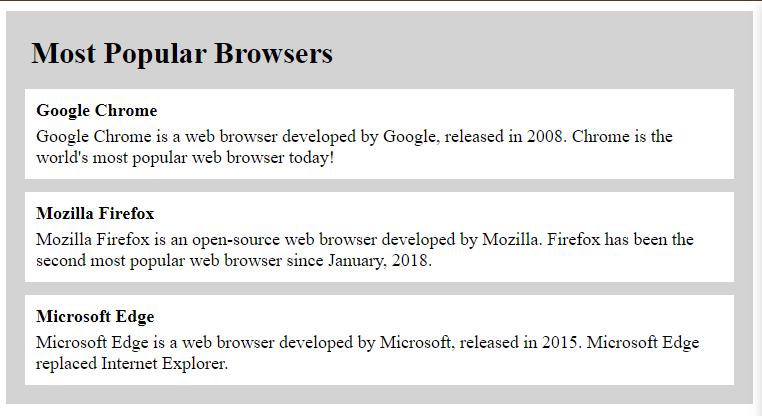 Most Popular Browsers
Google Chrome
Google Chrome is a web browser developed by Google, released in 2008. Chrome is the
world's most popular web browser today!
Mozilla Firefox
Mozilla Firefox is an open-source web browser developed by Mozilla. Firefox has been the
second most popular web browser since January, 2018.
Microsoft Edge
Microsoft Edge is a web browser developed by Microsoft, released in 2015. Microsoft Edge
replaced Internet Explorer.